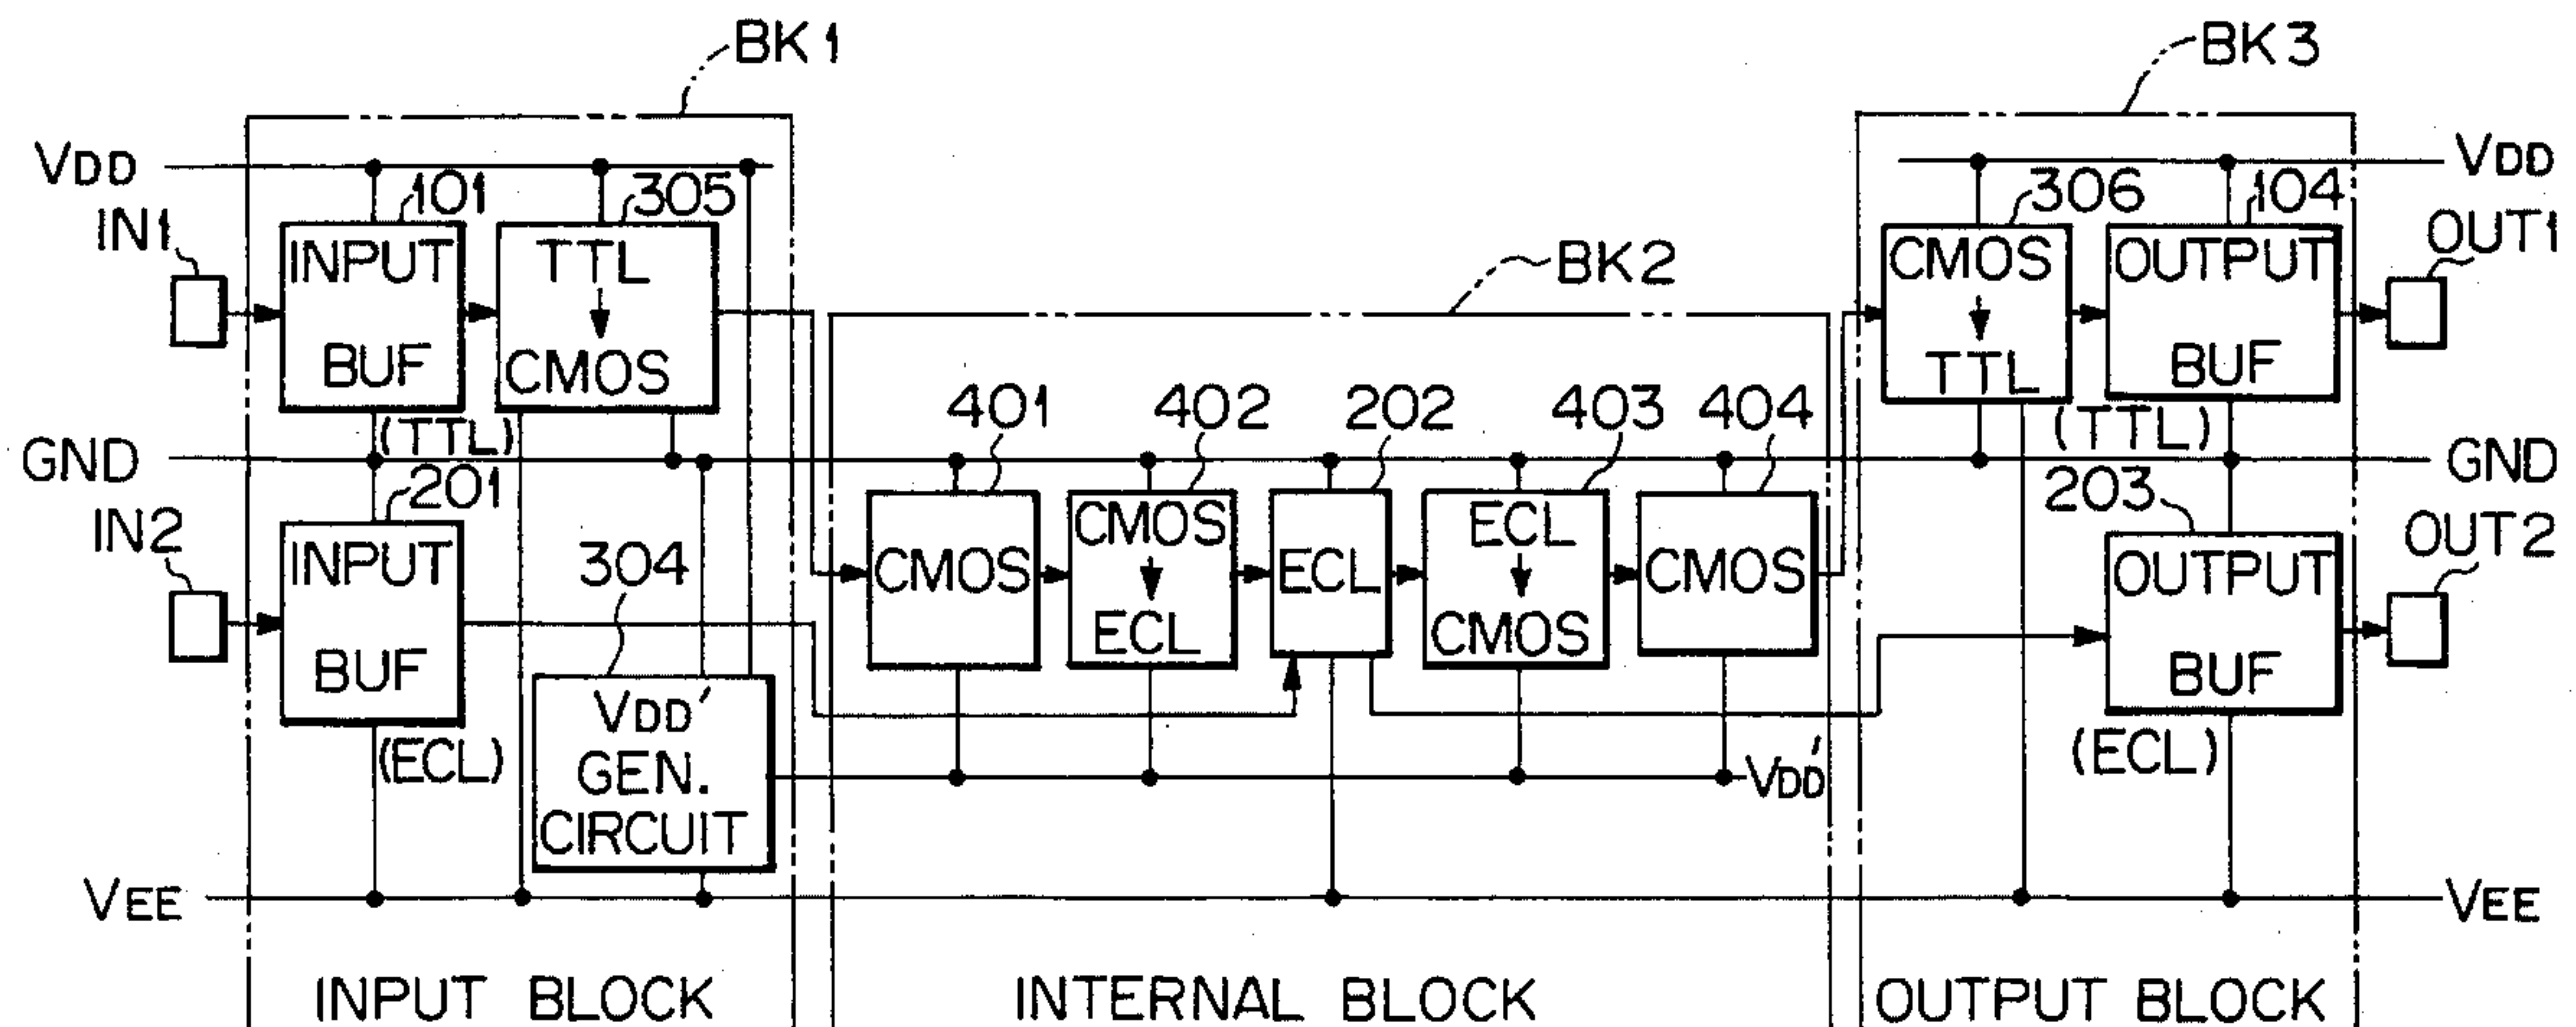 BK1
BK3
VDD
101
305
306
104
VDD
IN1
INPUT
BUF
TTL
CMOS
BK2
CMOS
TTL
OUTPUT
BUF
OUT1
(TTL)
401
402
202
403
404
(TTL)
GND
GND
201
203
IN2
INPUT
BUF
304
CMOS
CMOS
ECL
ECL
ECL
CMOS
CMOS
OUTPUT
BUF
OUT2
(ECL)
VDD'
GEN.
CIRCUIT
VDD'
(ECL)
VEE
VEE
INPUT BLOCK
INTERNAL BLOCK
OUTPUT BLOCK